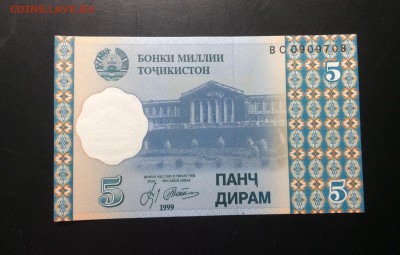 COINS.LAVE.RU
БОНКИ МИЛЛИИ
ТОҶИКИСТОН
ВС 0909708
5
5
ПАНҶ
ДИРАМ
5
1999